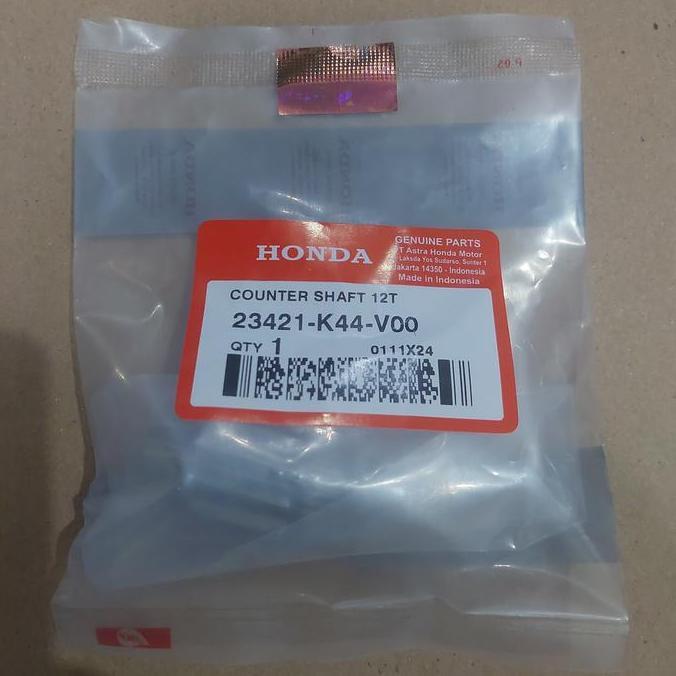 P.05
HONDA
GENUINE PARTS
PT Astra Honda Motor
Laksda Yos Sudarso, Sunter 1
Jakarta 14350 - Indonesia
Made in Indonesia
COUNTER SHAFT 12T
23421-K44-V00
QTY 1
0111X24